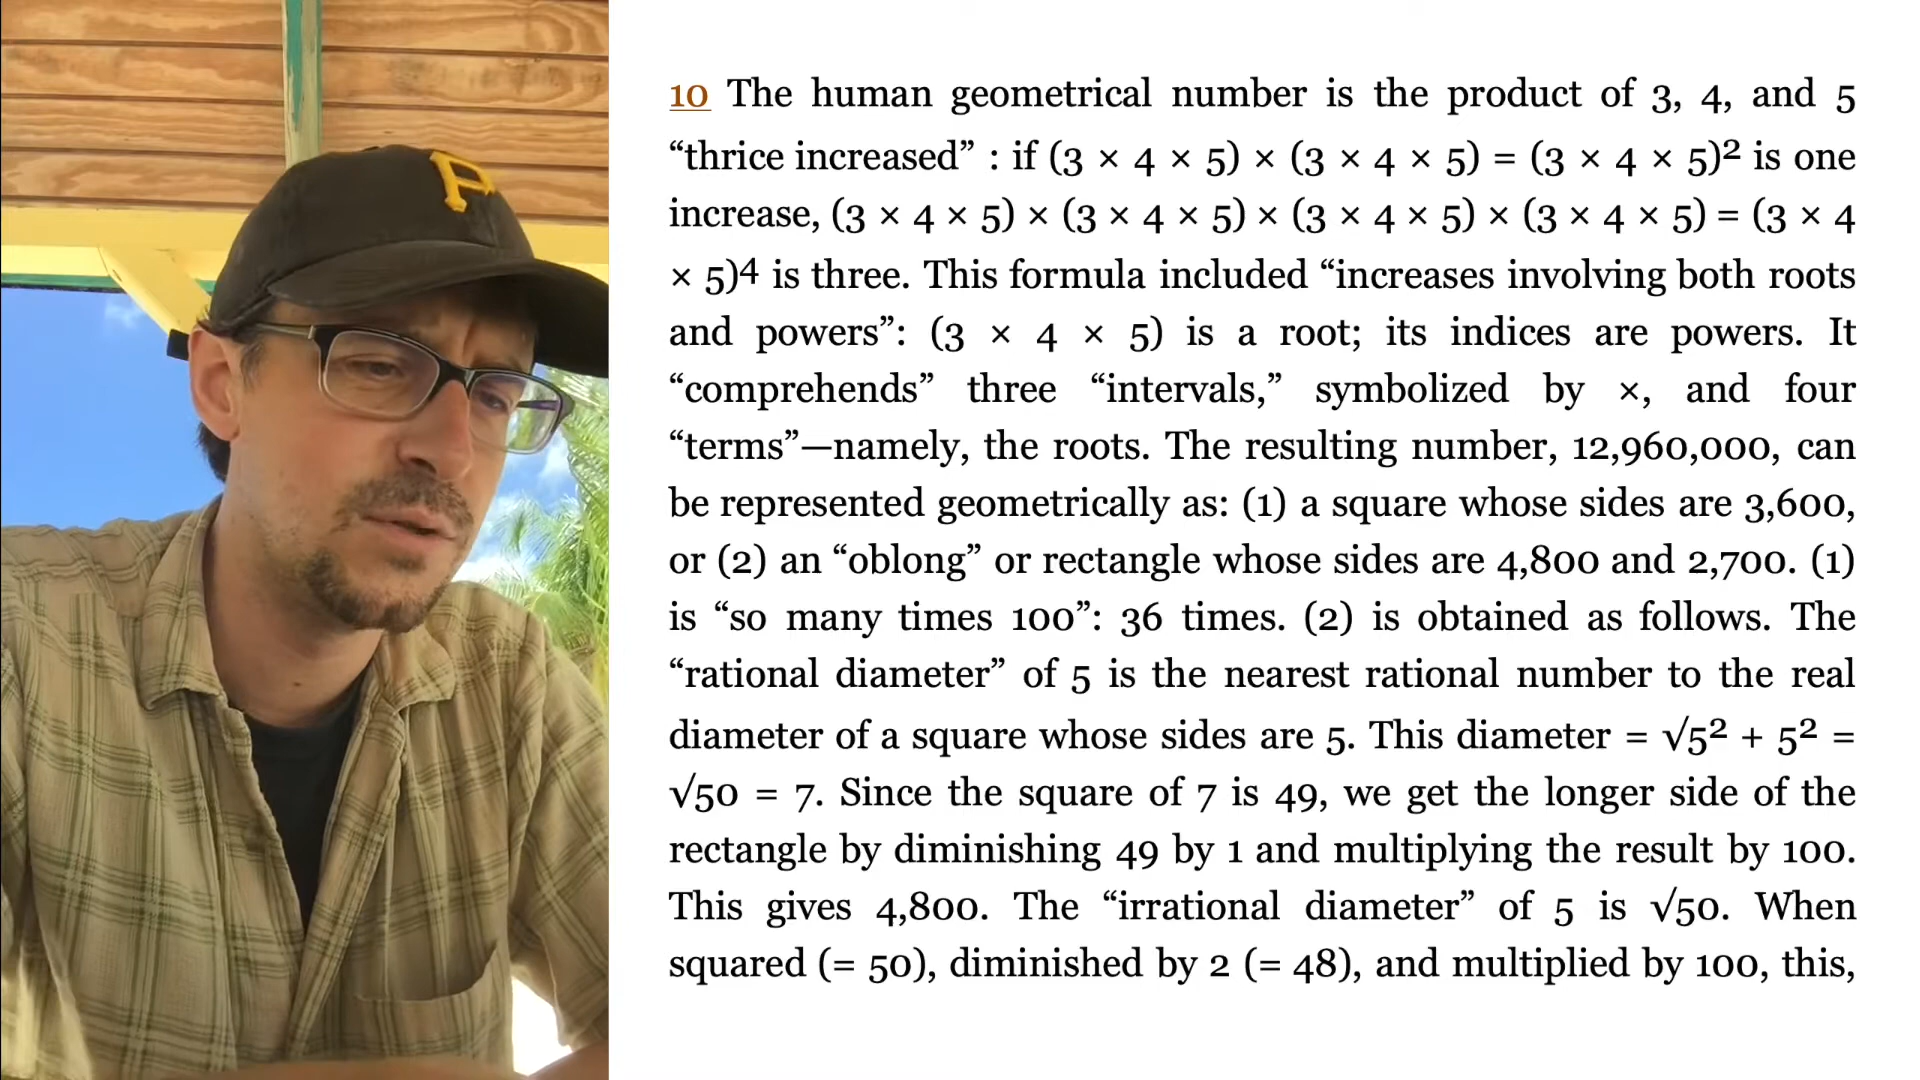 P
10 The human geometrical number is the product of 3, 4, and 5
“thrice increased” : if (3 × 4 × 5) × (3 × 4 × 5) = (3 × 4 × 5)² is one
increase, (3 × 4 × 5) × (3 × 4 × 5) × (3 × 4 × 5) × (3 × 4 × 5) = (3 × 4
× 5)⁴ is three. This formula included “increases involving both roots
and powers”: (3 × 4 × 5) is a root; its indices are powers. It
“comprehends” three “intervals,” symbolized by ×, and four
“terms”—namely, the roots. The resulting number, 12,960,000, can
be represented geometrically as: (1) a square whose sides are 3,600,
or (2) an “oblong” or rectangle whose sides are 4,800 and 2,700. (1)
is “so many times 100”: 36 times. (2) is obtained as follows. The
“rational diameter” of 5 is the nearest rational number to the real
diameter of a square whose sides are 5. This diameter = √5² + 5² =
√50 = 7. Since the square of 7 is 49, we get the longer side of the
rectangle by diminishing 49 by 1 and multiplying the result by 100.
This gives 4,800. The “irrational diameter” of 5 is √50. When
squared (= 50), diminished by 2 (= 48), and multiplied by 100, this,